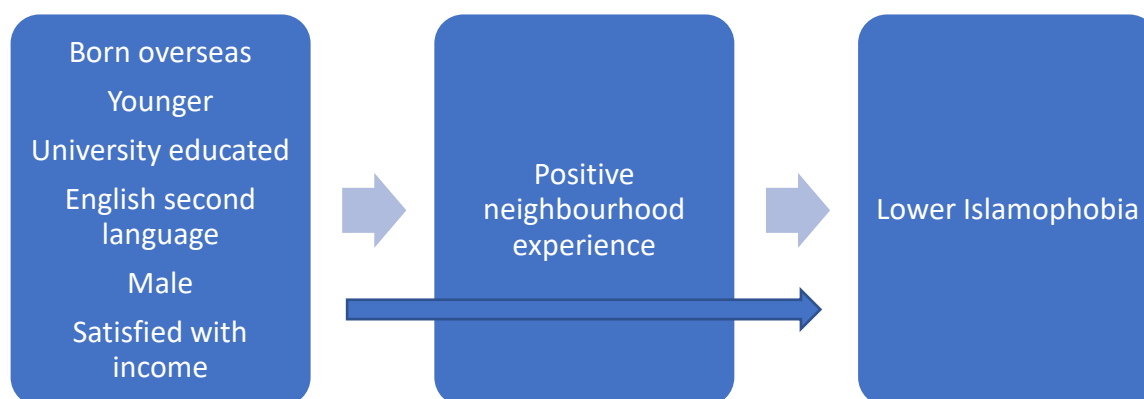 Born overseas
Younger
University educated
English second
language
Male
Satisfied with
income
Positive
neighbourhood
experience
Lower Islamophobia